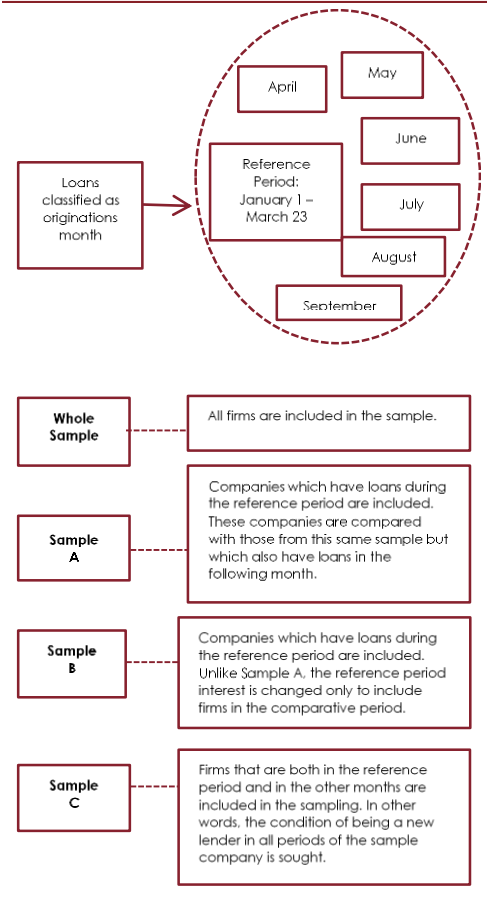 April
May
June
Loans
classified as
originations
month
Reference
Period:
January 1 –
March 23
July
August
September
Whole
Sample
All firms are included in the sample.
Sample
A
Companies which have loans during
the reference period are included.
These companies are compared
with those from this same sample but
which also have loans in the
following month.
Sample
B
Companies which have loans during
the reference period are included.
Unlike Sample A, the reference period
interest is changed only to include
firms in the comparative period.
Sample
C
Firms that are both in the reference
period and in the other months are
included in the sampling. In other
words, the condition of being a new
lender in all periods of the sample
company is sought.